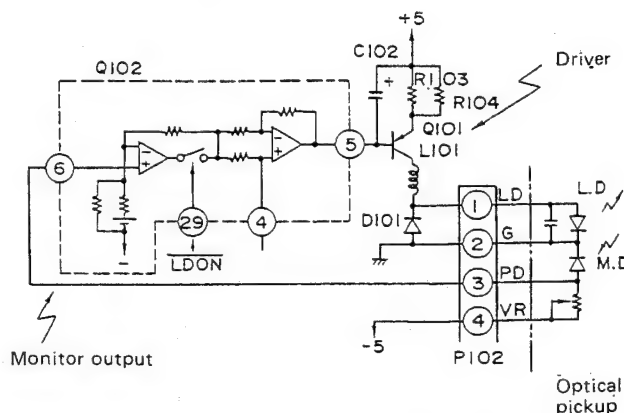 +5
C102
+
R103
R104
Driver
Q102
Q101
L101
- +
- +
6
5
29
4
LDON
D101
1
LD
L.D
2
G
M.D
3
PD
4
VR
-5
P102
-
Monitor output
Optical
pickup